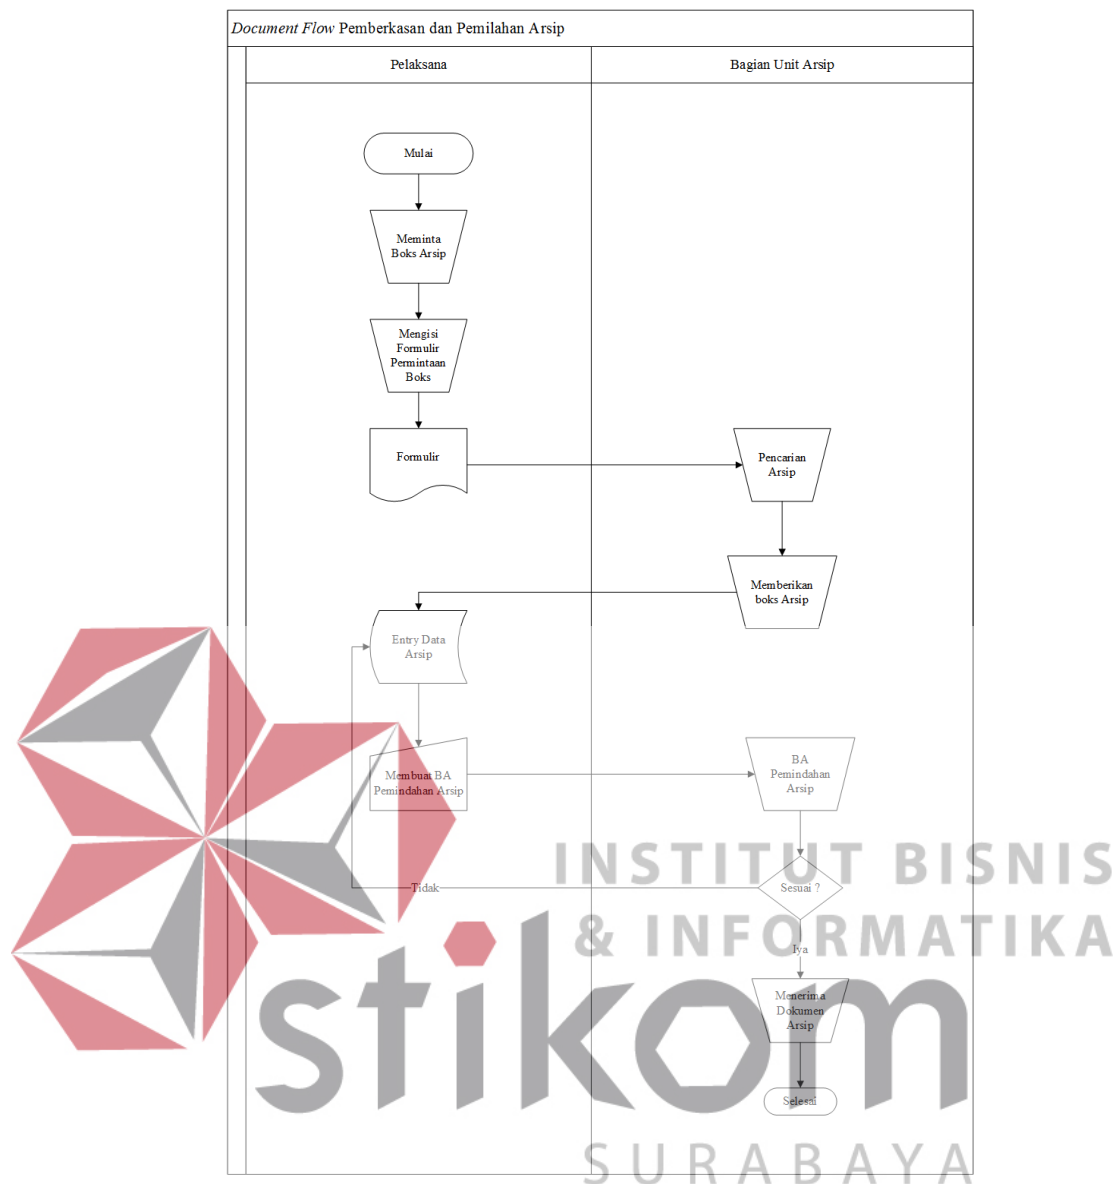 Document Flow Pemberkasan dan Pemilahan Arsip
Pelaksana
Bagian Unit Arsip
Mulai
Meminta
Boks Arsip
Mengisi
Formulir
Permintaan
Boks
Formulir
Pencarian
Arsip
Memberikan
boks Arsip
Entry Data
Arsip
Membuat BA
Pemindahan Arsip
BA
Pemindahan
Arsip
Sesuai ?
Tidak
Iya
Menerima
Dokumen
Arsip
Selesai
INSTITUT BISNIS
& INFORMATIKA
stikom
SURABAYA